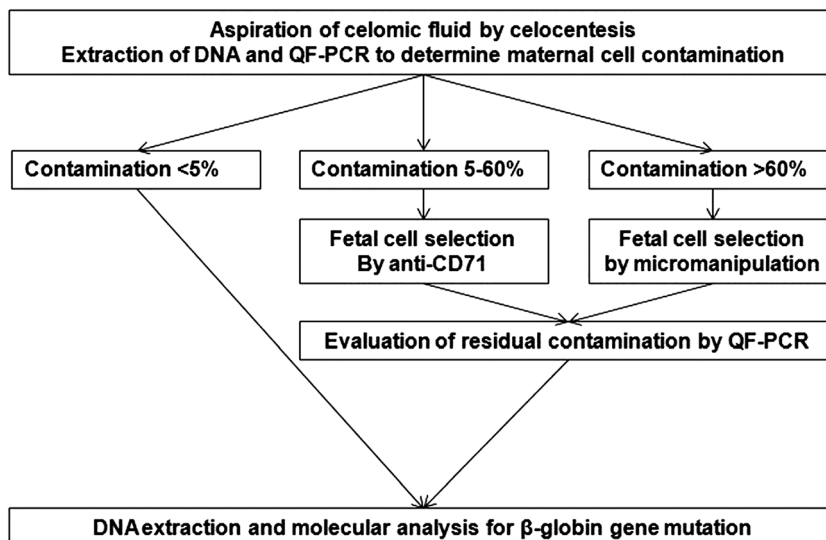 Aspiration of celomic fluid by celocentesis
Extraction of DNA and QF-PCR to determine maternal cell contamination
Contamination <5%
Contamination 5-60%
Contamination >60%
Fetal cell selection
By anti-CD71
Fetal cell selection
by micromanipulation
Evaluation of residual contamination by QF-PCR
DNA extraction and molecular analysis for β-globin gene mutation